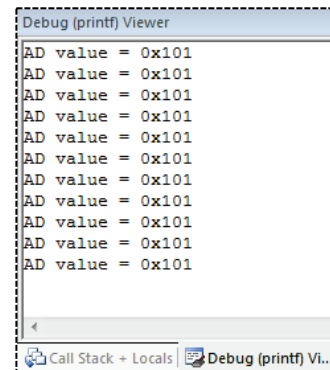 Debug (printf) Viewer
AD value = 0x101
AD value = 0x101
AD value = 0x101
AD value = 0x101
AD value = 0x101
AD value = 0x101
AD value = 0x101
AD value = 0x101
AD value = 0x101
AD value = 0x101
AD value = 0x101
Call Stack + Locals Debug (printf) Vi...